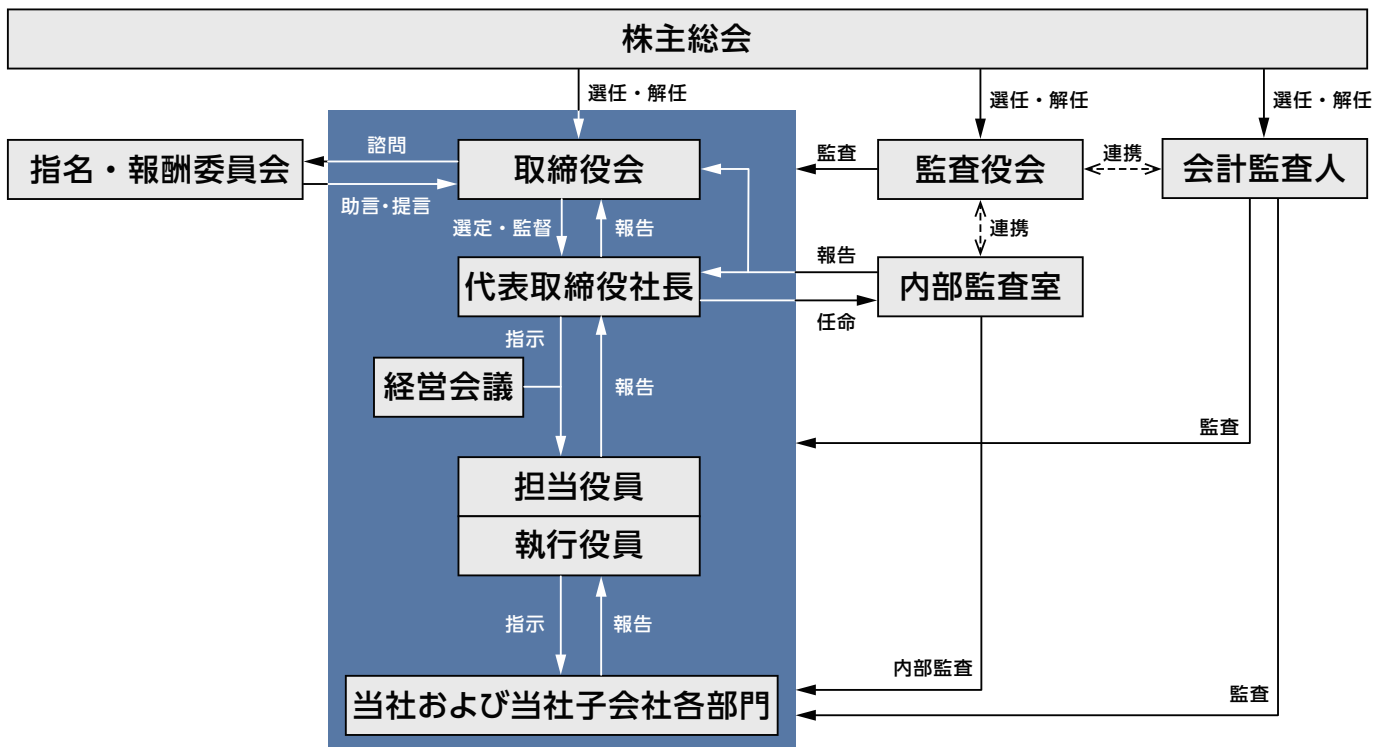 株主総会
選任・解任
選任・解任
選任・解任
指名・報酬委員会
諮問
助言・提言
取締役会
監査
監査役会
連携
会計監査人
選定・監督
報告
連携
代表取締役社長
報告
任命
内部監査室
指示
経営会議
報告
監査
担当役員
執行役員
指示
報告
内部監査
監査
当社および当社子会社各部門